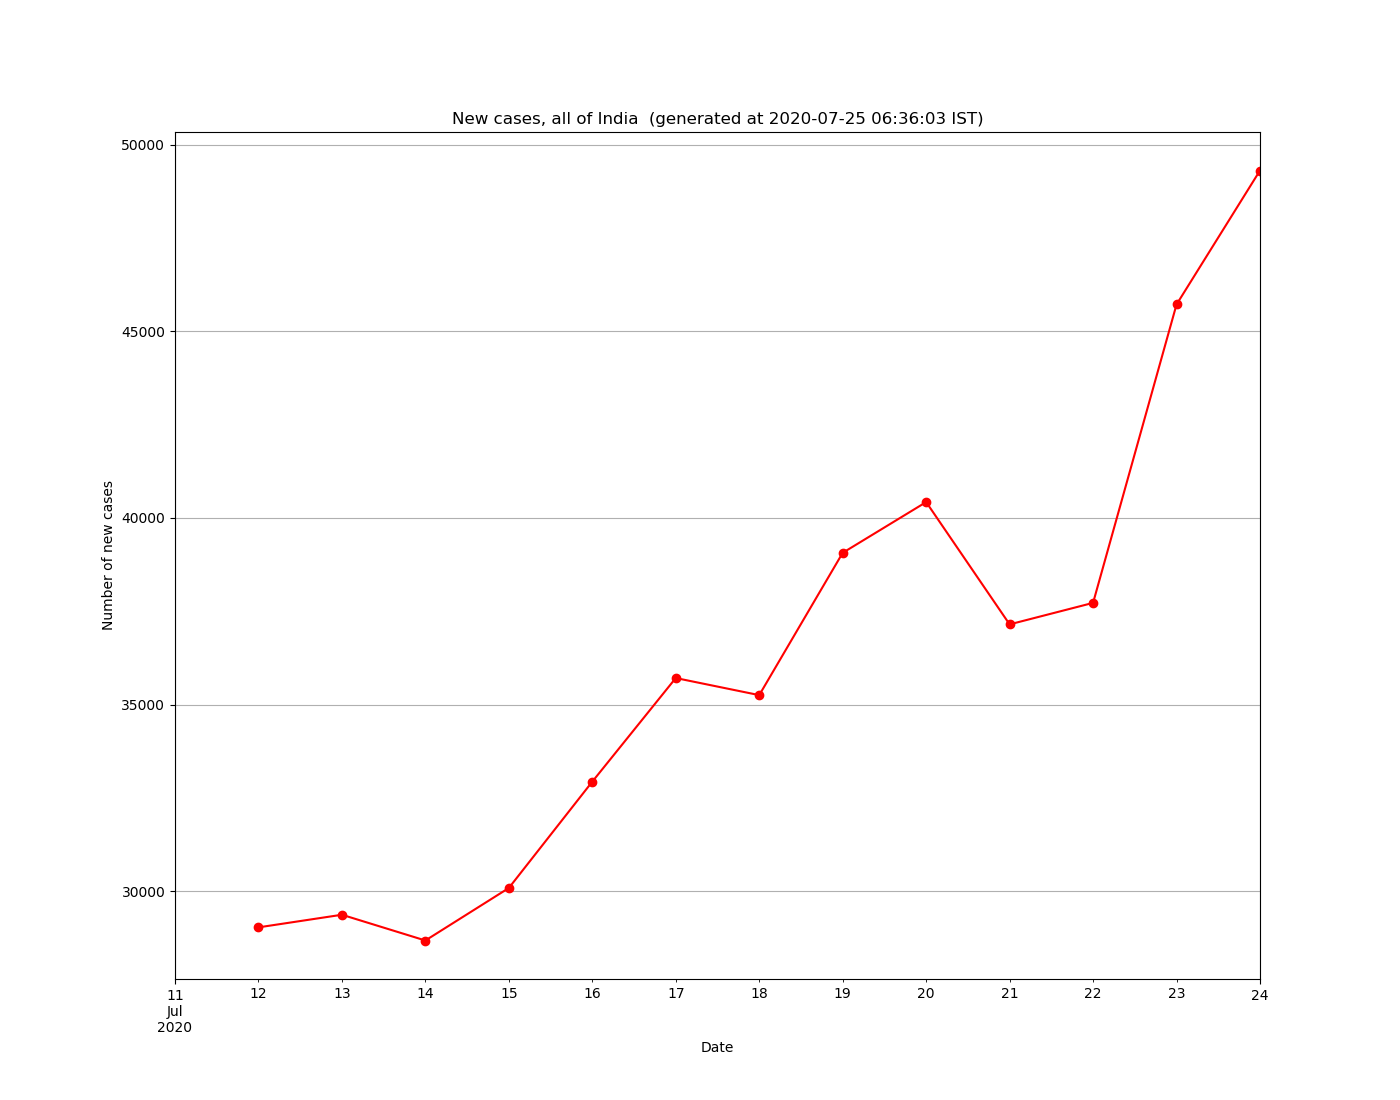 New cases, all of India  (generated at 2020-07-25 06:36:03 IST)
50000
45000
40000
35000
30000
Number of new cases
11 12 13 14 15 16 17 18 19 20 21 22 23 24
Jul
2020
Date